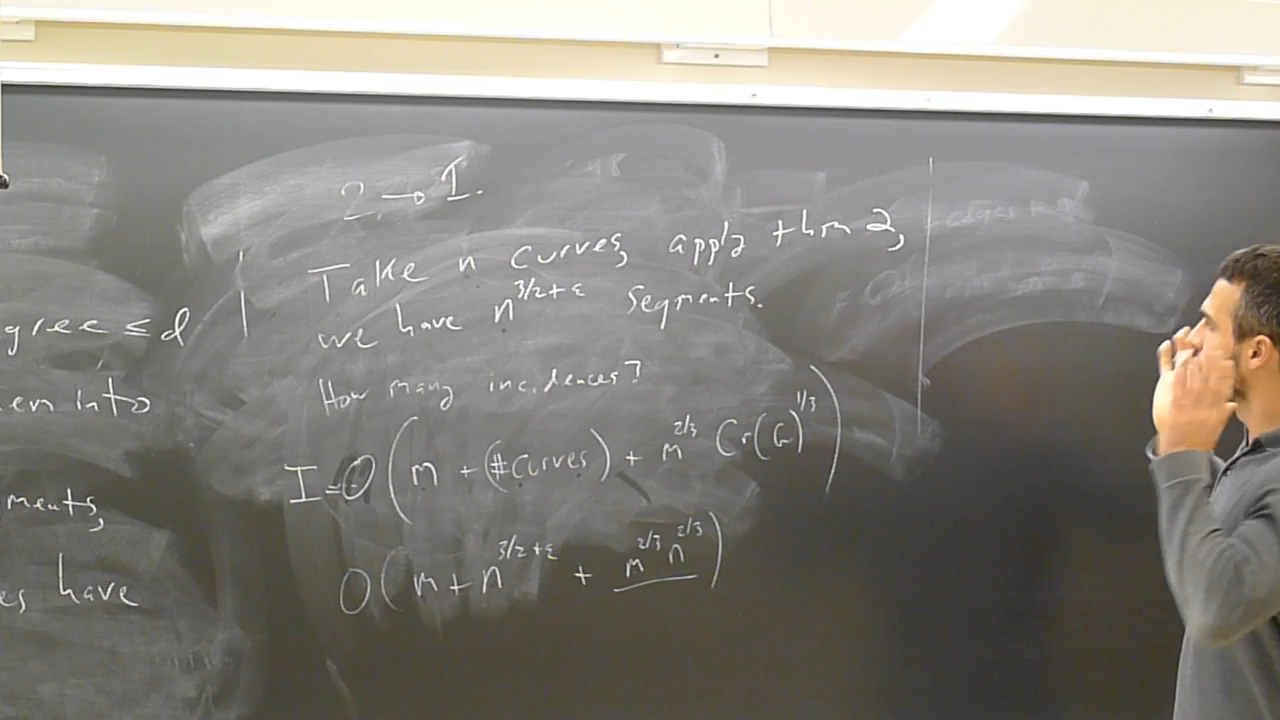 gree ≤ d
en into
ments,
es have
2 → 1.
Take n curves, apply thm 2,
we have n^{3/2+ε} segments.
How many incidences?
I = O(m + (#curves) + m^{2/3} Cr(G)^{1/3})
O(m + n^{3/2+ε} + m^{2/3} n^{2/3})